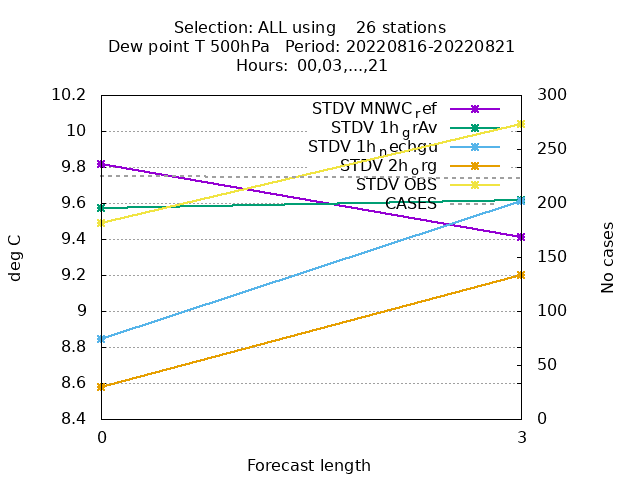 Selection: ALL using 26 stations
Dew point T 500hPa Period: 20220816-20220821
Hours: 00,03,...,21
10.2
10
9.8
9.6
9.4
9.2
9
8.8
8.6
8.4
300
250
200
150
100
50
0
0
3
deg C
No cases
Forecast length
STDV MNWC_ref
STDV 1h_grAv
STDV 1h_nechgd
STDV 2h_org
STDV OBS
CASES